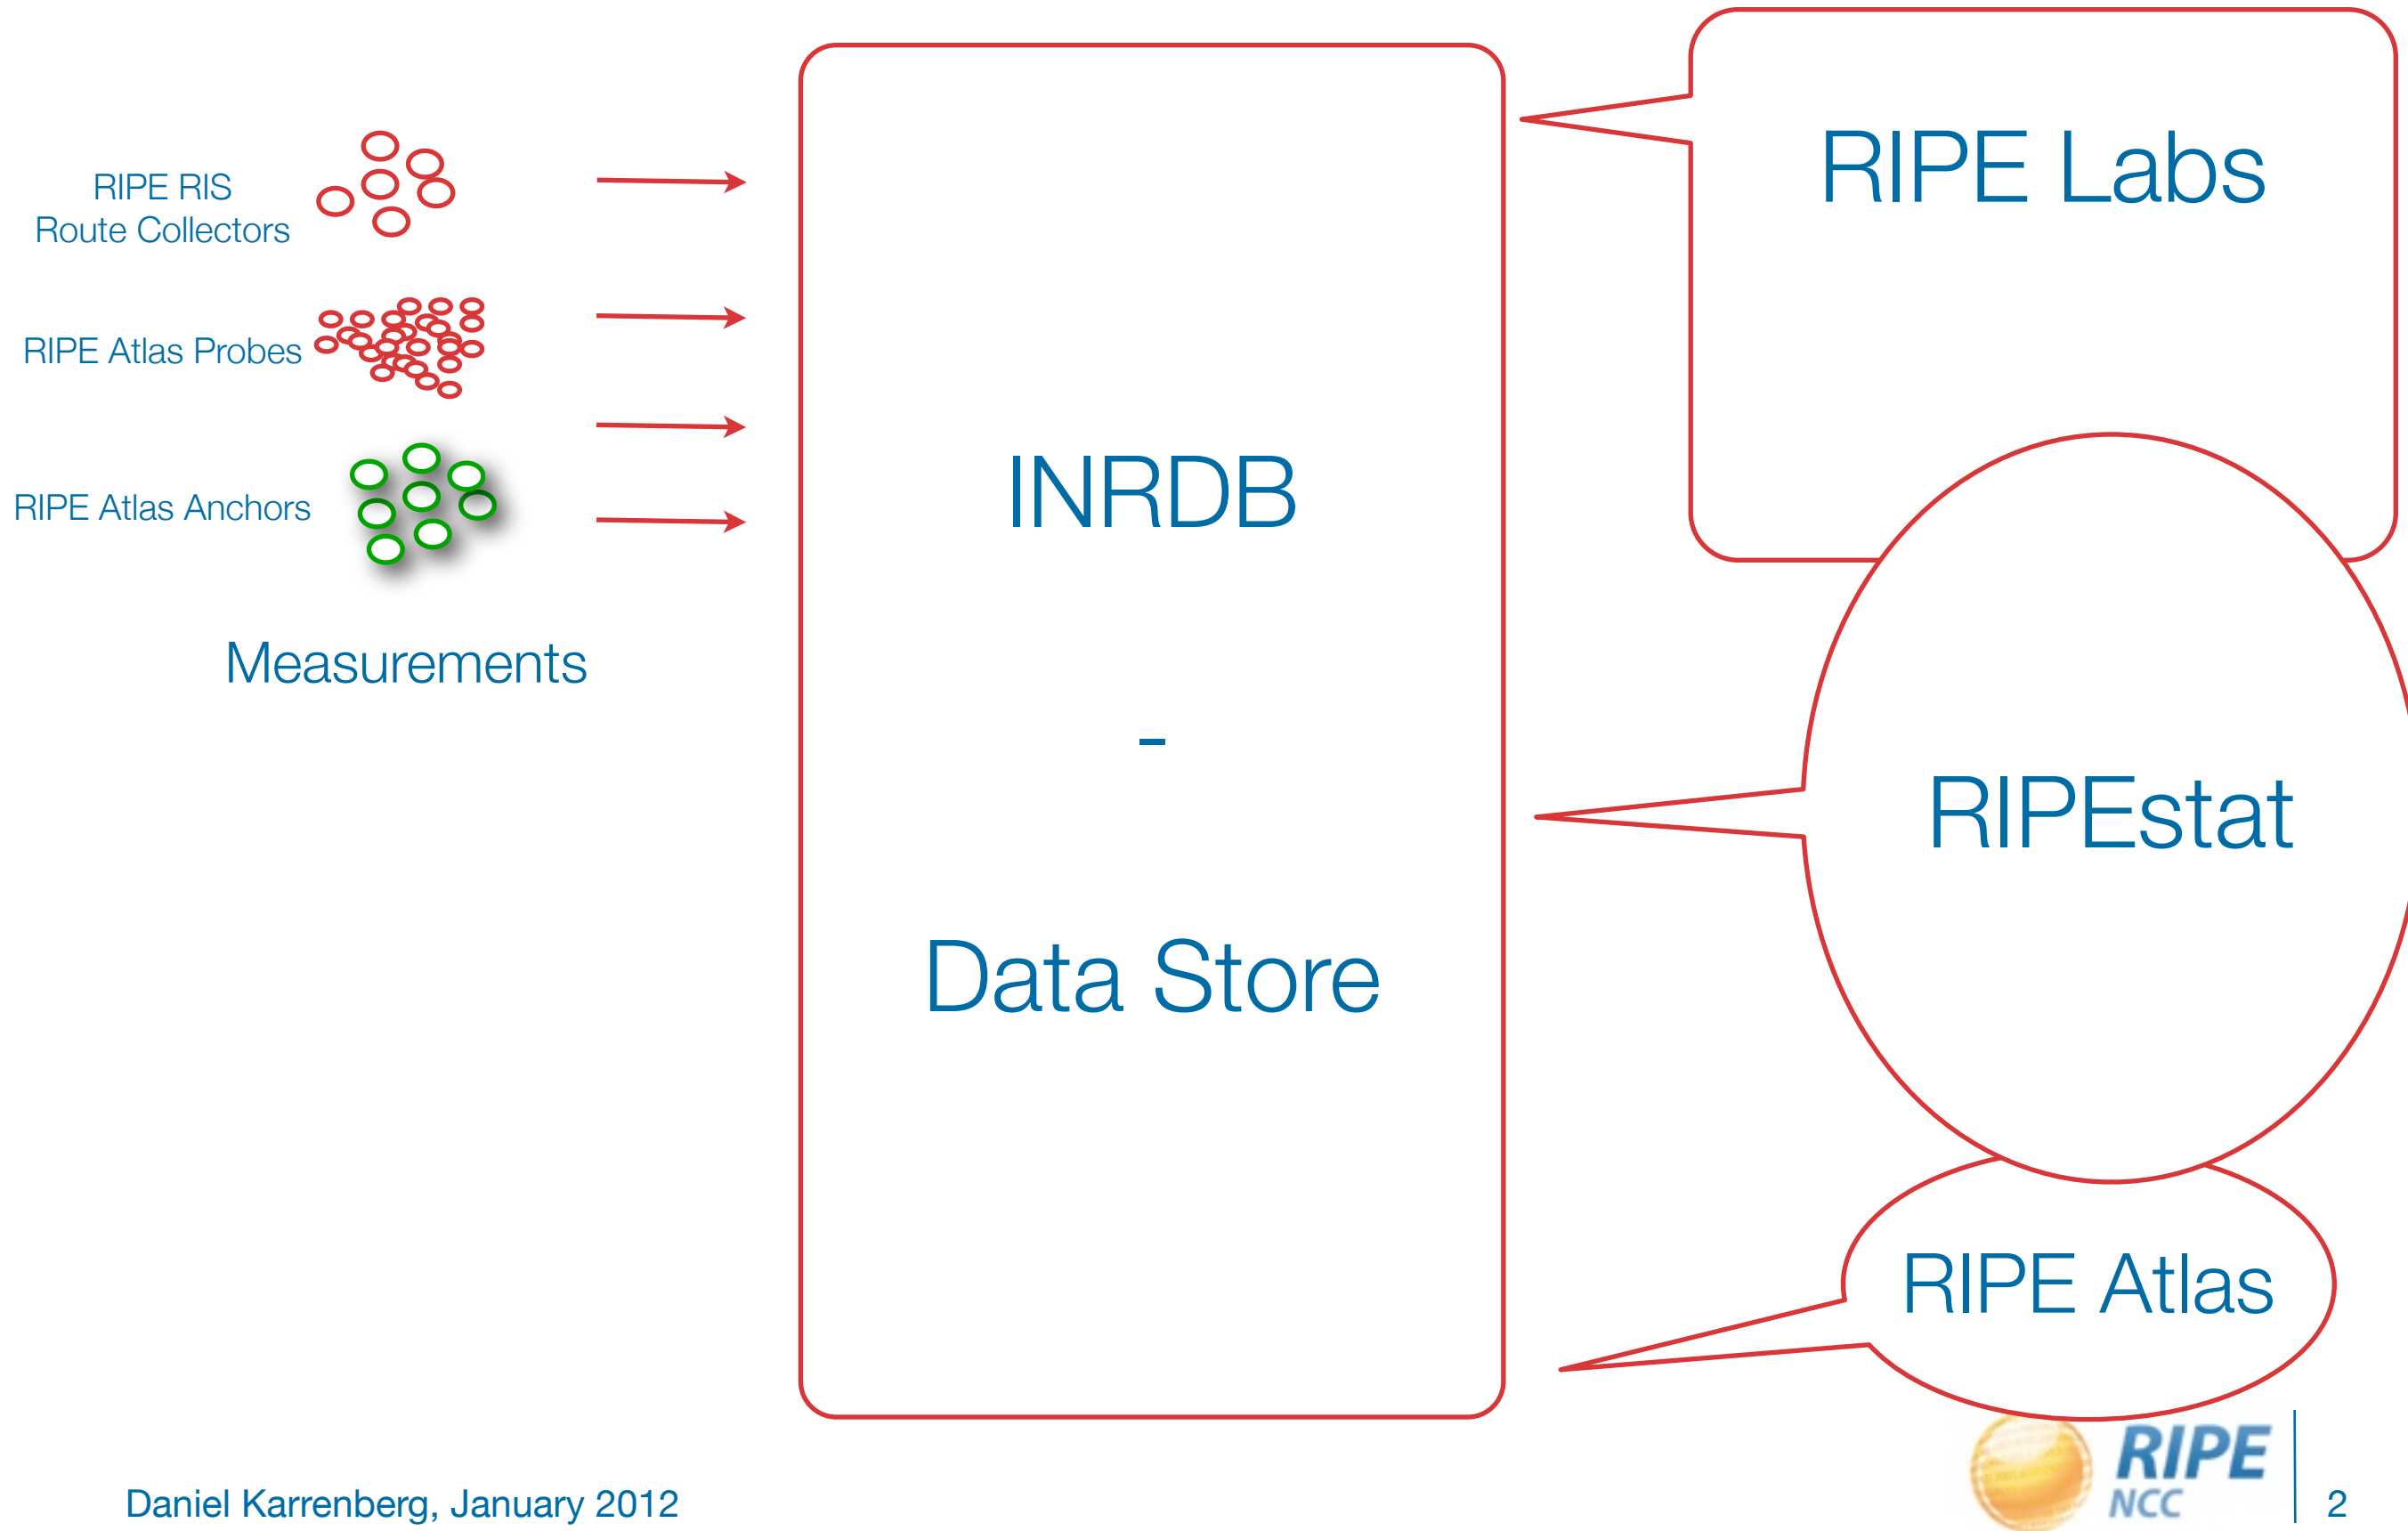 RIPE RIS
Route Collectors
RIPE Atlas Probes
RIPE Atlas Anchors
Measurements
INRDB
-
Data Store
RIPE Labs
RIPEstat
RIPE Atlas
Daniel Karrenberg, January 2012
RIPE
NCC
2